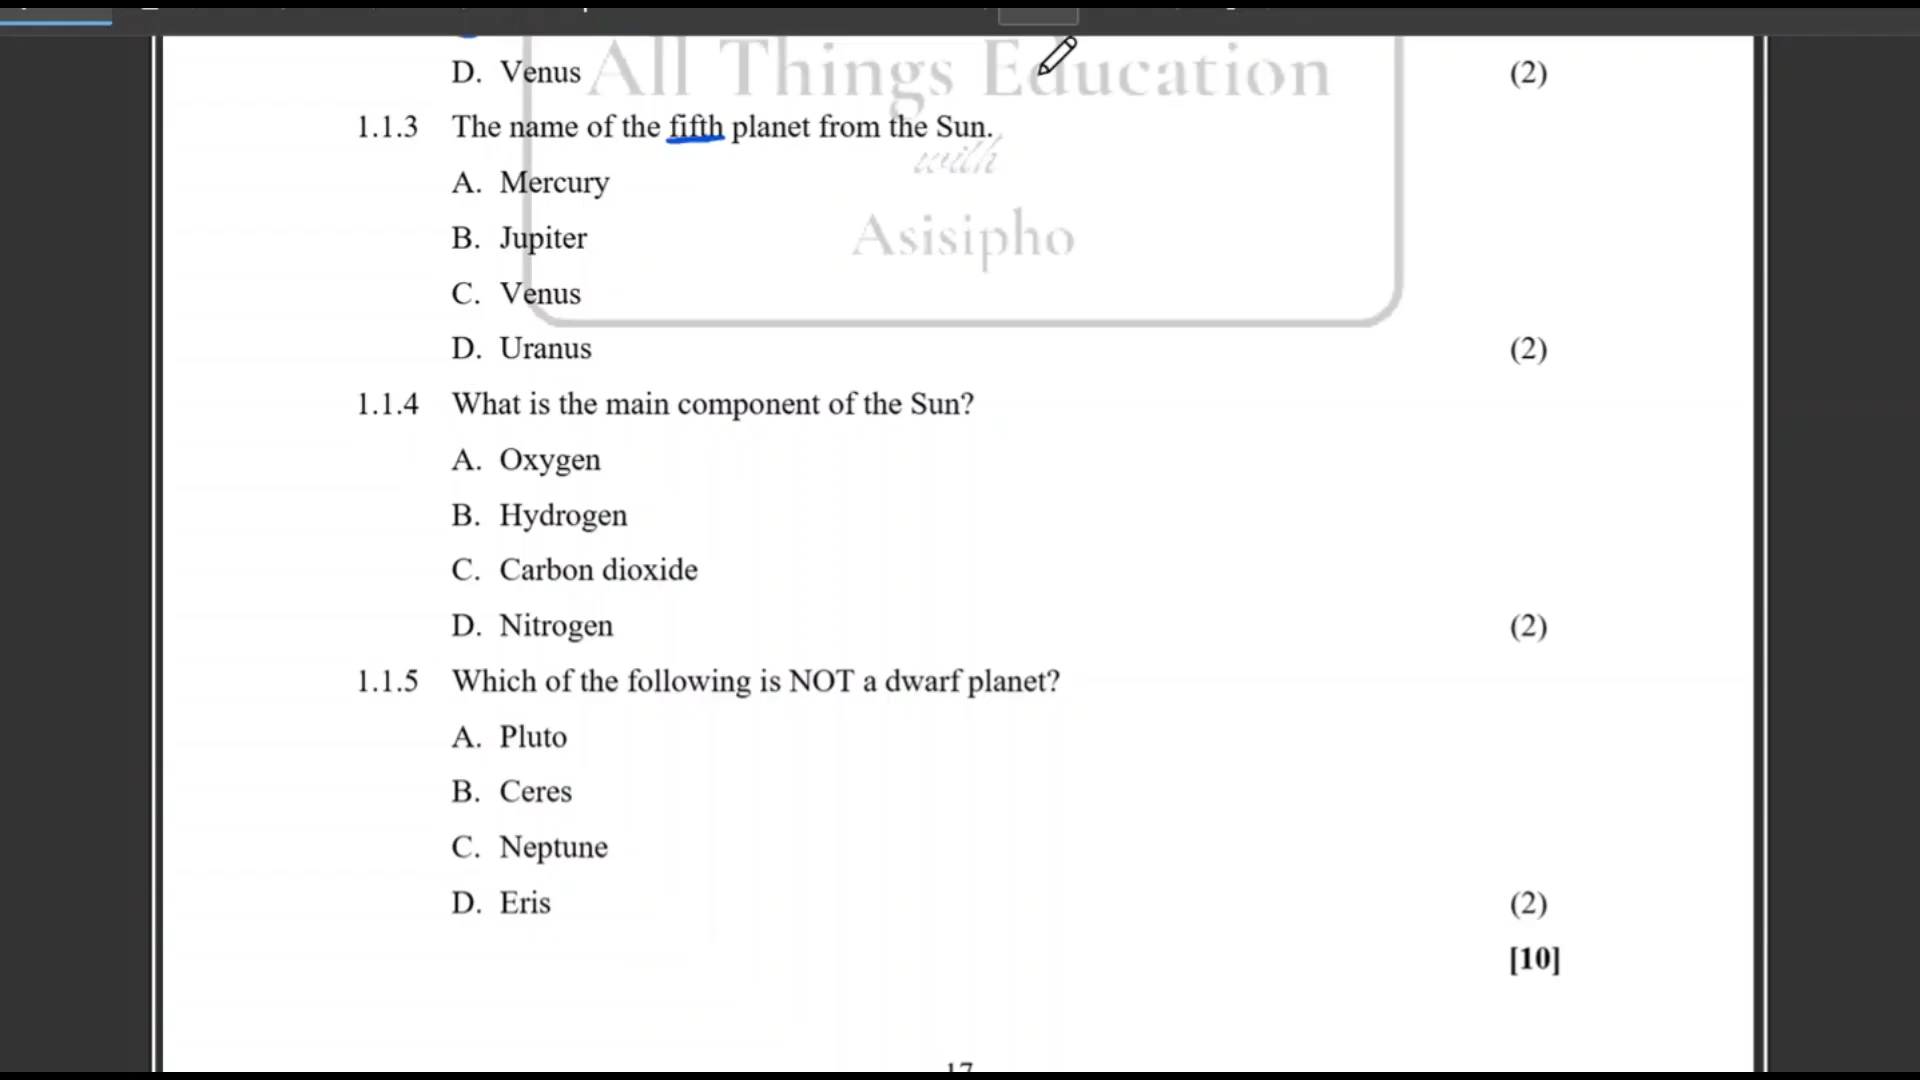 D. Venus (2)
All Things Education
1.1.3 The name of the fifth planet from the Sun.
with
A. Mercury
B. Jupiter
Asisipho
C. Venus
D. Uranus (2)
1.1.4 What is the main component of the Sun?
A. Oxygen
B. Hydrogen
C. Carbon dioxide
D. Nitrogen (2)
1.1.5 Which of the following is NOT a dwarf planet?
A. Pluto
B. Ceres
C. Neptune
D. Eris (2)
[10]
17